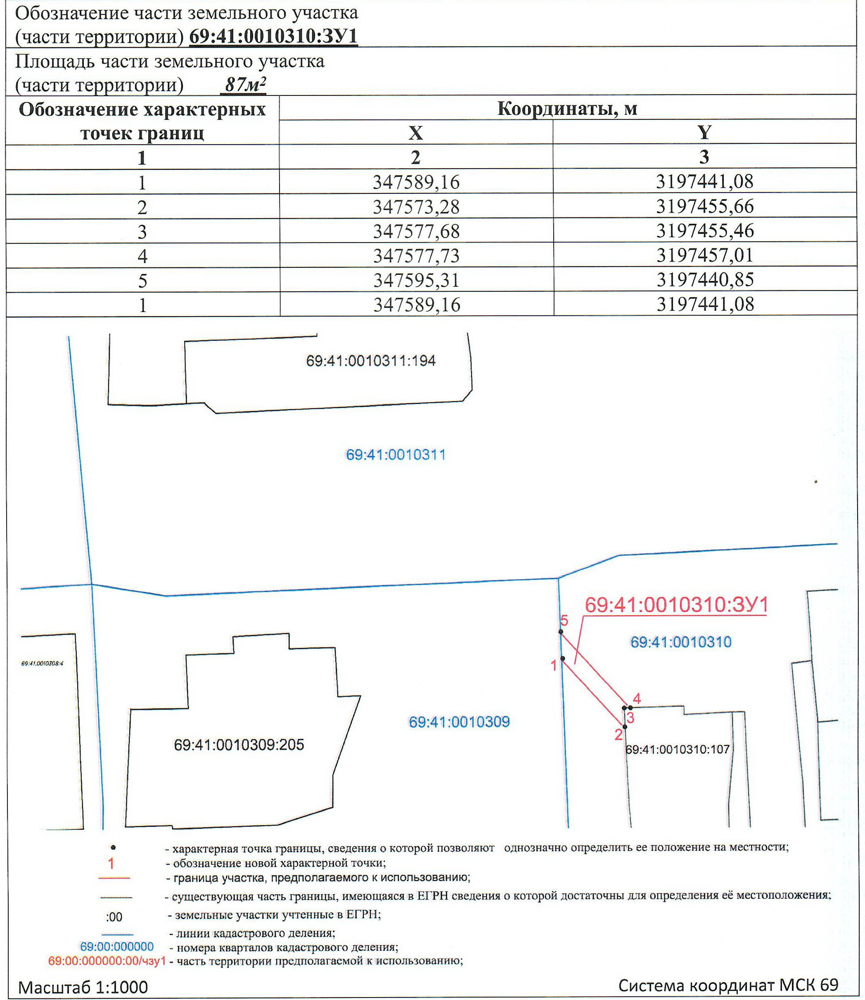 Обозначение части земельного участка
(части территории) 69:41:0010310:ЗУ1
Площадь части земельного участка
(части территории) 87м²
Обозначение характерных точек границ
Координаты, м
X Y
1 2 3
1 347589,16 3197441,08
2 347573,28 3197455,66
3 347577,68 3197455,46
4 347577,73 3197457,01
5 347595,31 3197440,85
1 347589,16 3197441,08
69:41:0010311:194
69:41:0010311
69:41:0010310:ЗУ1
5
69:41:0010310
69:41:0010308:4
1
4
3
69:41:0010309
2
69:41:0010309:205
69:41:0010310:107
- характерная точка границы, сведения о которой позволяют однозначно определить ее положение на местности;
1 - обозначение новой характерной точки;
- граница участка, предполагаемого к использованию;
- существующая часть границы, имеющаяся в ЕГРН сведения о которой достаточны для определения её местоположения;
:00 - земельные участки учтенные в ЕГРН;
- линии кадастрового деления;
69:00:000000 - номера кварталов кадастрового деления;
69:00:000000:00/чзу1 - часть территории предполагаемой к использованию;
Масштаб 1:1000 Система координат МСК 69